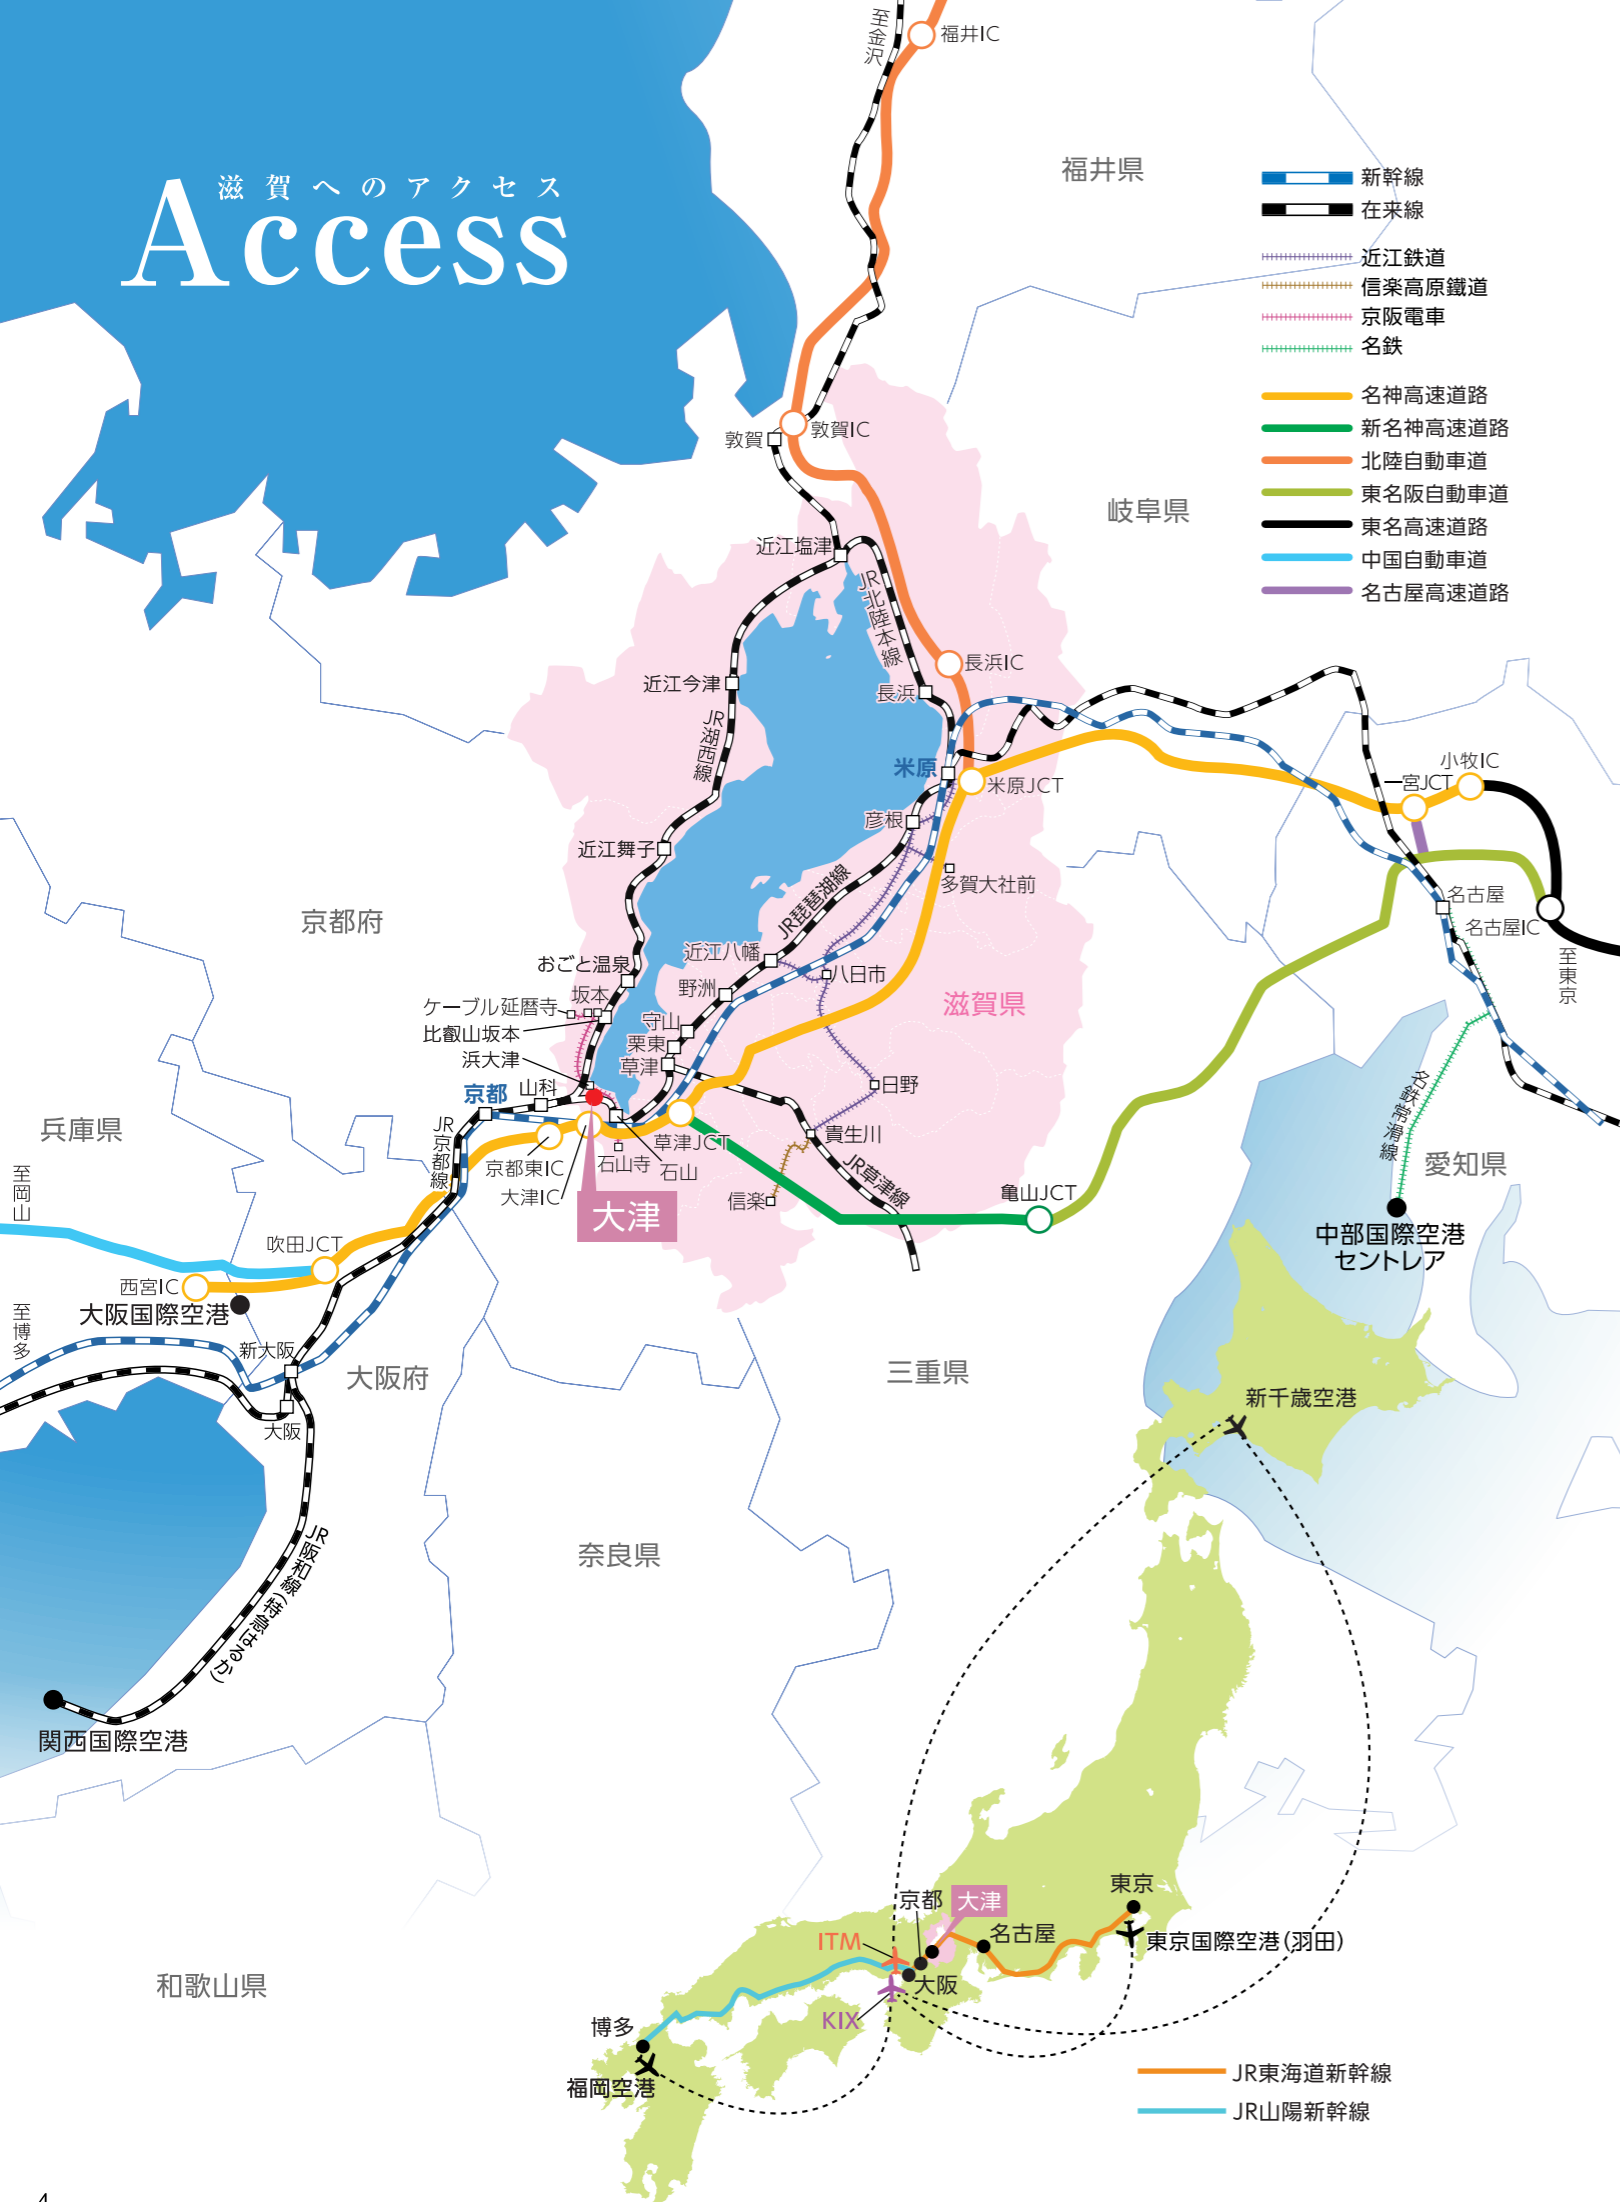 滋賀へのアクセス
Access
至金沢
福井IC
福井県
新幹線
在来線
近江鉄道
信楽高原鐵道
京阪電車
名鉄
名神高速道路
新名神高速道路
北陸自動車道
東名阪自動車道
東名高速道路
中国自動車道
名古屋高速道路
敦賀
敦賀IC
岐阜県
近江塩津
JR北陸本線
長浜IC
長浜
近江今津
JR湖西線
米原
米原JCT
小牧IC
一宮JCT
彦根
近江舞子
多賀大社前
JR琵琶湖線
名古屋
名古屋IC
至東京
京都府
近江八幡
おごと温泉
八日市
野洲
滋賀県
坂本
ケーブル延暦寺
比叡山坂本
守山
栗東
草津
浜大津
山科
京都
日野
名鉄常滑線
兵庫県
JR京都線
京都東IC
大津IC
石山寺
石山
草津JCT
貴生川
JR草津線
愛知県
至岡山
信楽
亀山JCT
大津
中部国際空港
セントレア
吹田JCT
西宮IC
大阪国際空港
至博多
新大阪
大阪府
三重県
大阪
新千歳空港
JR阪和線(特急はるか)
奈良県
関西国際空港
東京
京都
大津
名古屋
東京国際空港(羽田)
ITM
大阪
KIX
和歌山県
博多
福岡空港
JR東海道新幹線
JR山陽新幹線
4